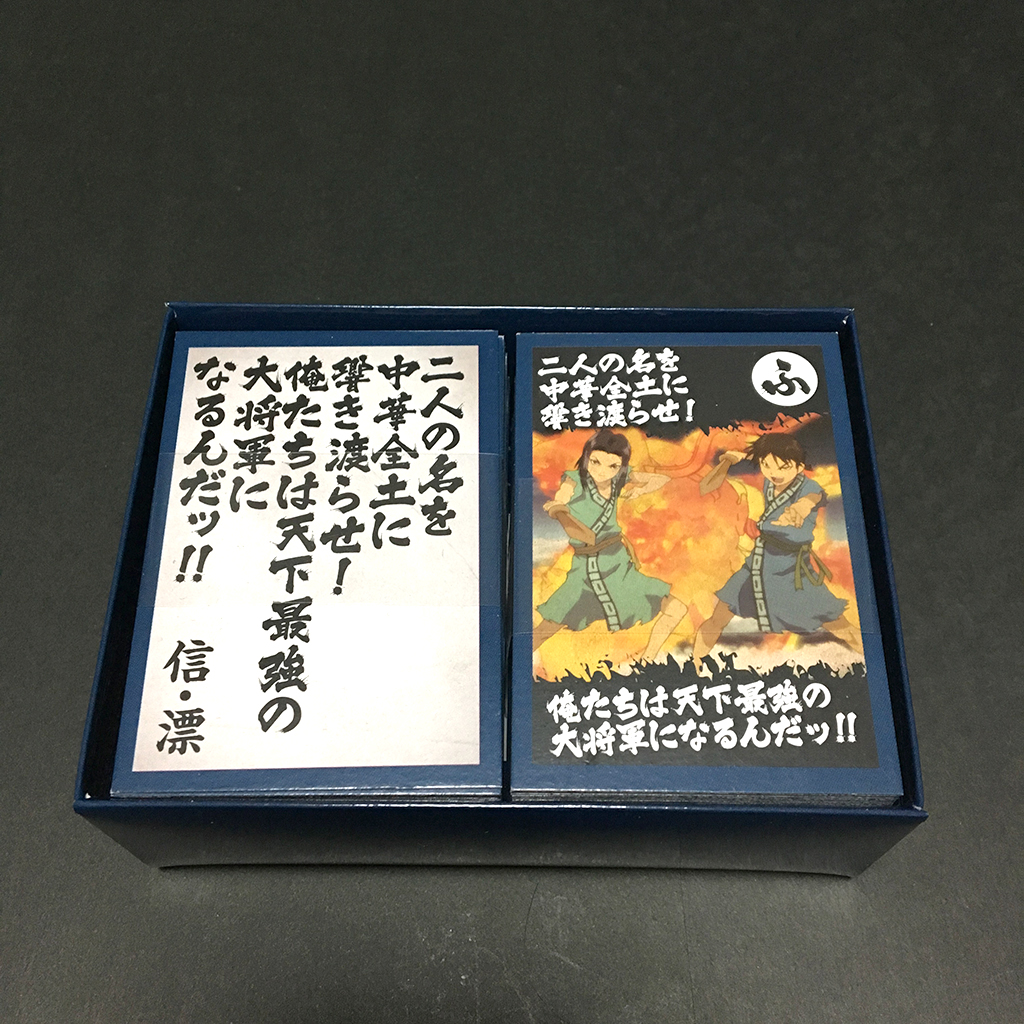 二人の名を
中華全土に
響き渡らせ！
俺たちは天下最強の
大将軍に
なるんだッ!!
信・漂
二人の名を
中華全土に
響き渡らせ！
ふ
俺たちは天下最強の
大将軍になるんだッ!!